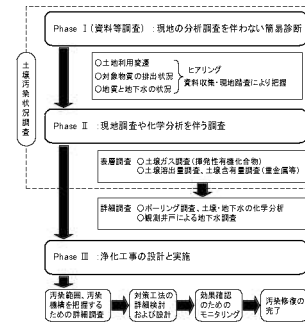 Phase Ⅰ(資料等調査):現地の分析調査を伴わない簡易診断
○土地利用変遷
○対象物質の排出状況
○地質と地下水の状況
ヒアリング
資料収集・現地踏査により把握
土壌汚染状況調査
Phase Ⅱ :現地調査や化学分析を伴う調査
表層調査 ○土壌ガス調査(揮発性有機化合物)
○土壌溶出量調査、土壌含有量調査(重金属等)
詳細調査 ○ボーリング調査、土壌・地下水の化学分析
○観測井戸による地下水調査
Phase Ⅲ :浄化工事の設計と実施
汚染範囲、汚染
機構を把握する
ための詳細調査
対策工法の
詳細検討
および設計
効果確認
のための
モニタリング
汚染修復の
完了